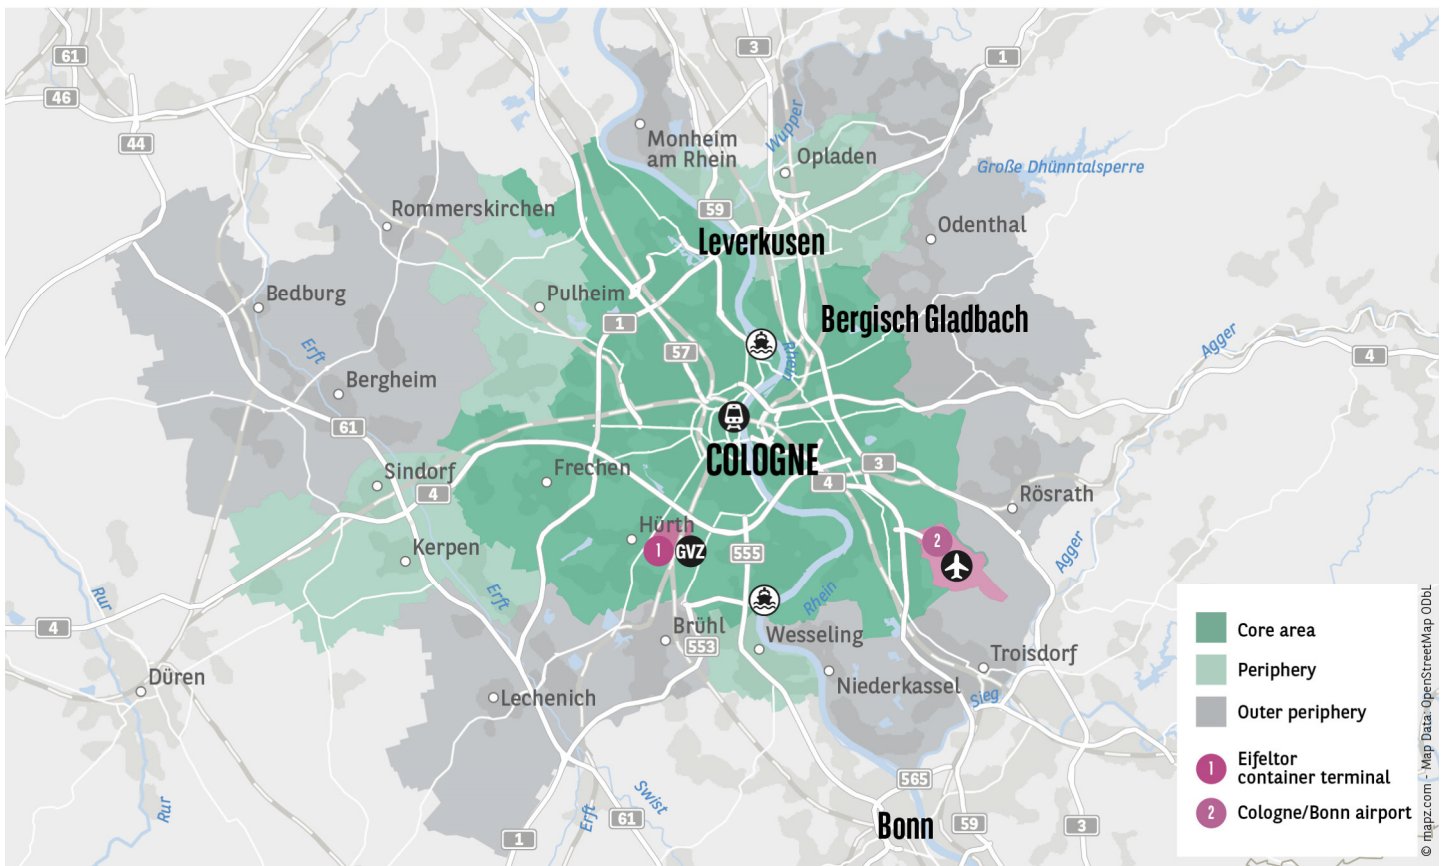 61
3
1
46
44
Monheim
am Rhein
Wupper
Opladen
Große Dhünntalsperre
Rommerskirchen
59
Odenthal
Leverkusen
Bedburg
Pulheim
1
Bergisch Gladbach
Erft
57
Rhein
Agger
4
Bergheim
61
COLOGNE
Sindorf
Frechen
3
4
4
Rösrath
Hürth
1
GVZ
555
2
Kerpen
Agger
Rur
Erft
Rhein
4
Brühl
553
Wesseling
Troisdorf
Düren
Niederkassel
Lechenich
Sieg
565
Rur
Erft
Swist
61
1
Bonn
59
3
Core area
Periphery
Outer periphery
1
Eifeltor
container terminal
2
Cologne/Bonn airport
© mapz.com - Map Data: OpenStreetMap ODbL